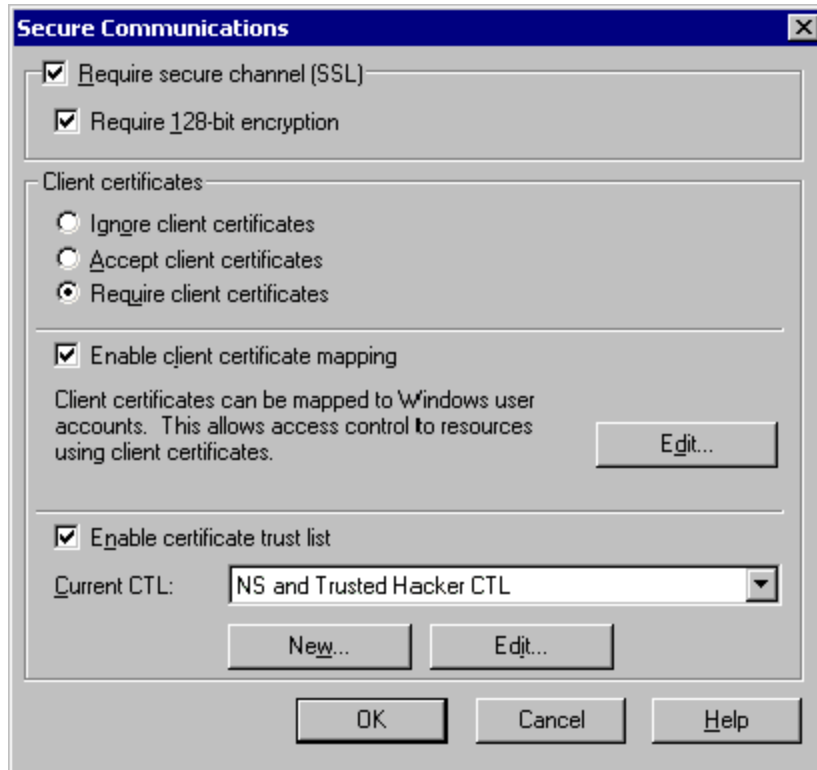 Secure Communications
Require secure channel (SSL)
Require 128-bit encryption
Client certificates
Ignore client certificates
Accept client certificates
Require client certificates
Enable client certificate mapping
Client certificates can be mapped to Windows user
accounts. This allows access control to resources
using client certificates.
Edit...
Enable certificate trust list
Current CTL: NS and Trusted Hacker CTL
New... Edit...
OK Cancel Help